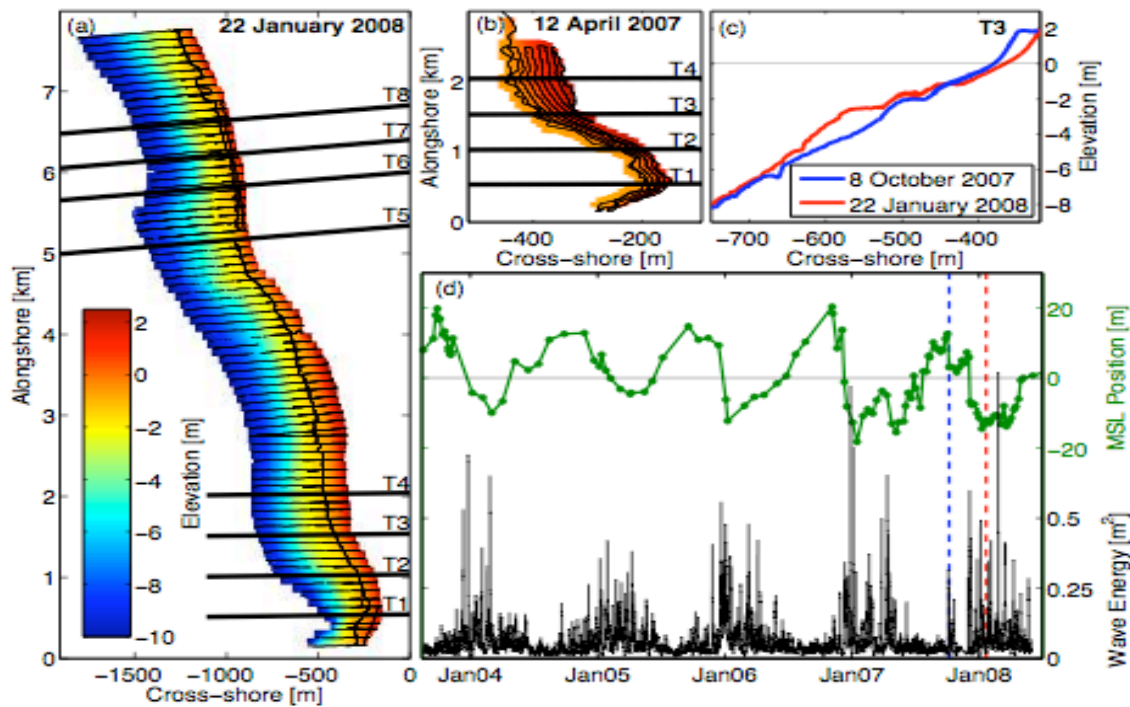 (a) 22 January 2008
Alongshore [km]
7
6
5
4
3
2
1
0
T8
T7
T6
T5
T4
T3
T2
T1
2
0
−2
−4
−6
−8
−10
Elevation [m]
−1500 −1000 −500 0
Cross−shore [m]
(b) 12 April 2007
Alongshore [km]
2
1
0
T4
T3
T2
T1
−400 −200
Cross−shore [m]
(c) T3
2
0
−2
−4
−6
−8
Elevation [m]
8 October 2007
22 January 2008
−700 −600 −500 −400
Cross−shore [m]
(d)
20
0
−20
MSL Position [m]
0.5
0.25
0
Wave Energy [m²]
Jan04 Jan05 Jan06 Jan07 Jan08